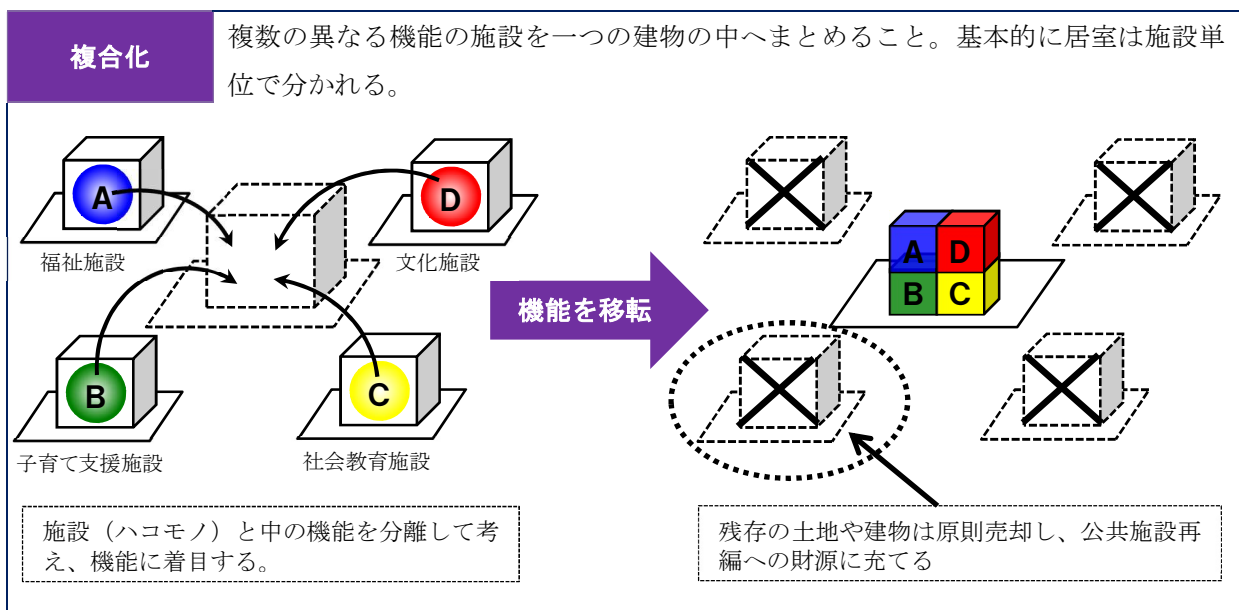 複合化
複数の異なる機能の施設を一つの建物の中へまとめること。基本的に居室は施設単
位で分かれる。
A
D
福祉施設
文化施設
B
C
子育て支援施設
社会教育施設
機能を移転
A D
B C
施設（ハコモノ）と中の機能を分離して考
え、機能に着目する。
残存の土地や建物は原則売却し、公共施設再
編への財源に充てる